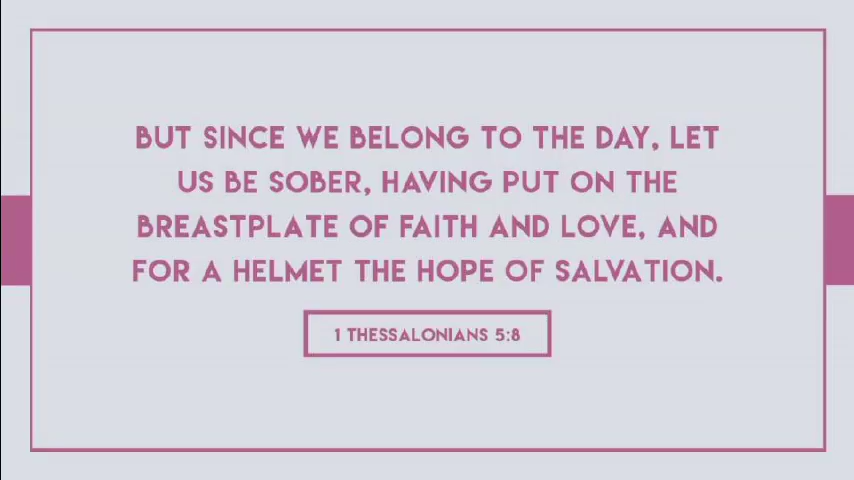 BUT SINCE WE BELONG TO THE DAY, LET
US BE SOBER, HAVING PUT ON THE
BREASTPLATE OF FAITH AND LOVE, AND
FOR A HELMET THE HOPE OF SALVATION.
1 THESSALONIANS 5:8